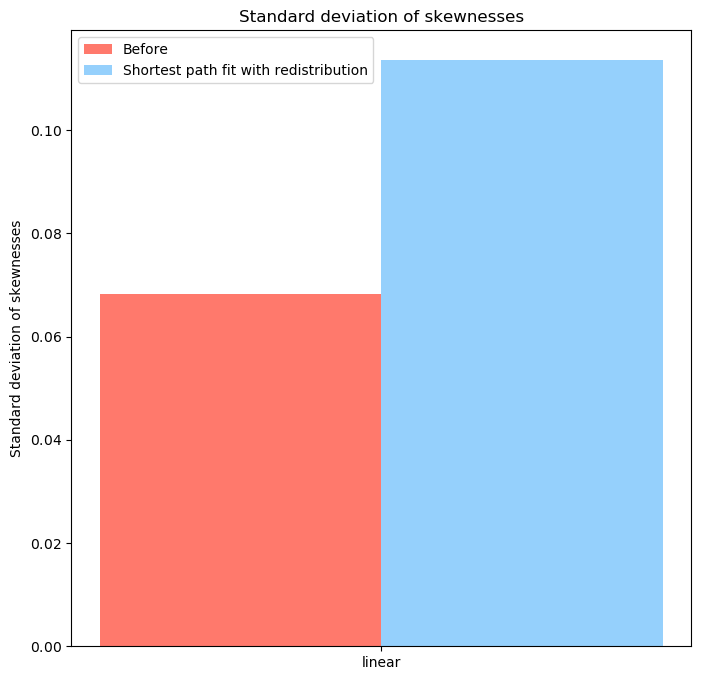 Standard deviation of skewnesses
Before
Shortest path fit with redistribution
Standard deviation of skewnesses
0.10
0.08
0.06
0.04
0.02
0.00
linear